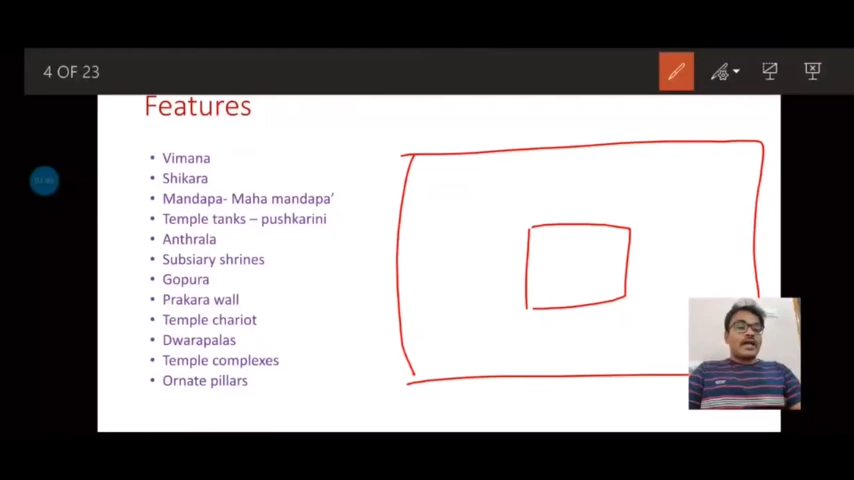 4 OF 23
Features
• Vimana
• Shikara
• Mandapa- Maha mandapa'
• Temple tanks – pushkarini
• Anthrala
• Subsiary shrines
• Gopura
• Prakara wall
• Temple chariot
• Dwarapalas
• Temple complexes
• Ornate pillars